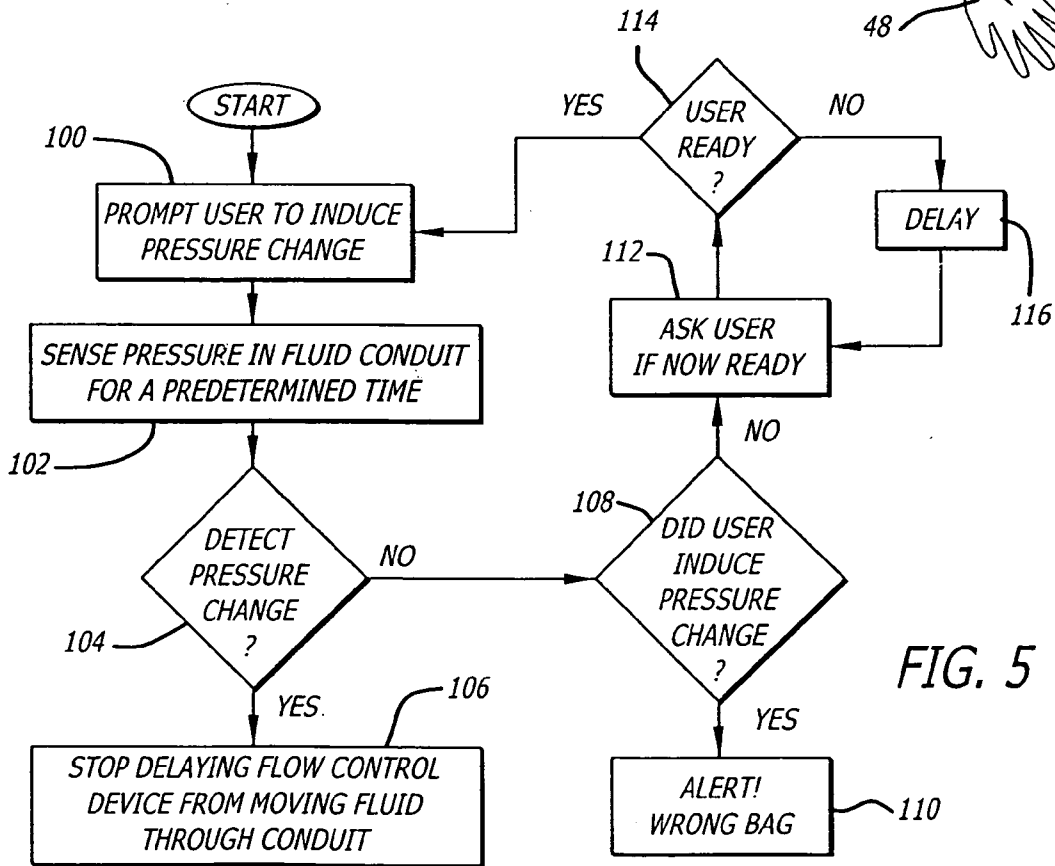 48
114
START
YES
USER
READY
?
NO
100
PROMPT USER TO INDUCE
PRESSURE CHANGE
DELAY
112
116
SENSE PRESSURE IN FLUID CONDUIT
FOR A PREDETERMINED TIME
ASK USER
IF NOW READY
102
NO
108
DETECT
PRESSURE
CHANGE
?
NO
DID USER
INDUCE
PRESSURE
CHANGE
?
104
FIG. 5
YES
106
YES
STOP DELAYING FLOW CONTROL
DEVICE FROM MOVING FLUID
THROUGH CONDUIT
ALERT!
WRONG BAG
110